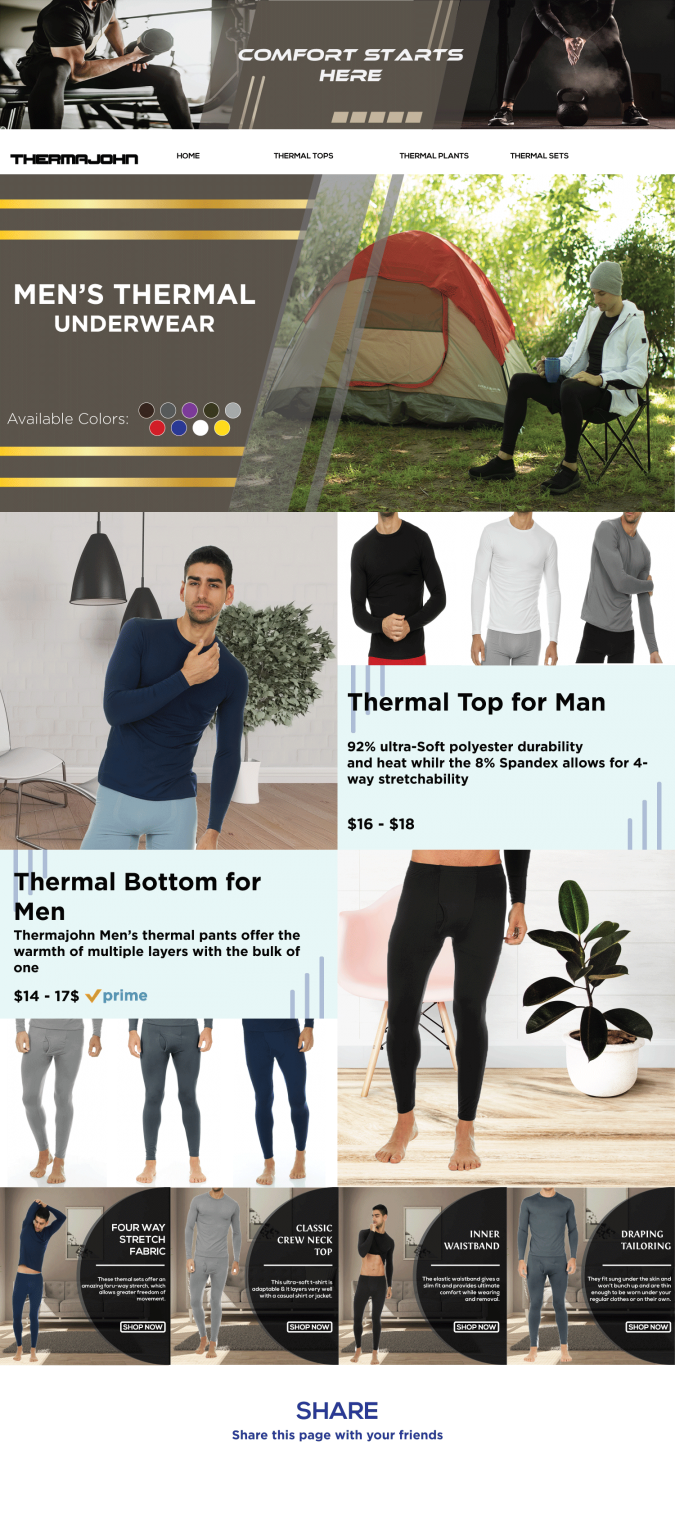 COMFORT STARTS
HERE
THERMAJOHN
HOME
THERMAL TOPS
THERMAL PLANTS
THERMAL SETS
MEN'S THERMAL
UNDERWEAR
Available Colors:
Thermal Top for Man
92% ultra-Soft polyester durability
and heat whilr the 8% Spandex allows for 4-
way stretchability
$16 - $18
Thermal Bottom for
Men
Thermajohn Men's thermal pants offer the
warmth of multiple layers with the bulk of
one
$14 - 17$ prime
FOUR WAY
STRETCH
FABRIC
These themal sets offer an
amazing foru-way strerch, which
allows greater freedom of
movement.
SHOP NOW
CLASSIC
CREW NECK
TOP
This ultra-soft t-shirt is
adaptable & it layers very well
with a casual shirt or jacket.
SHOP NOW
INNER
WAISTBAND
The elastic waistband gives a
slim fit and provides ultimate
comfort while wearing
and removal.
SHOP NOW
DRAPING
TAILORING
They fit sung under the skin and
won't bunch up and are thin
enough to be worn under your
regular clothes or on their own.
SHOP NOW
SHARE
Share this page with your friends